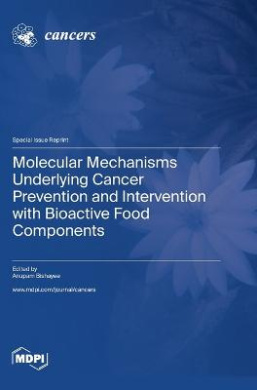 cancers
Special Issue Reprint
Molecular Mechanisms
Underlying Cancer
Prevention and Intervention
with Bioactive Food
Components
Edited by
Anupam Bishayee
www.mdpi.com/journal/cancers
MDPI